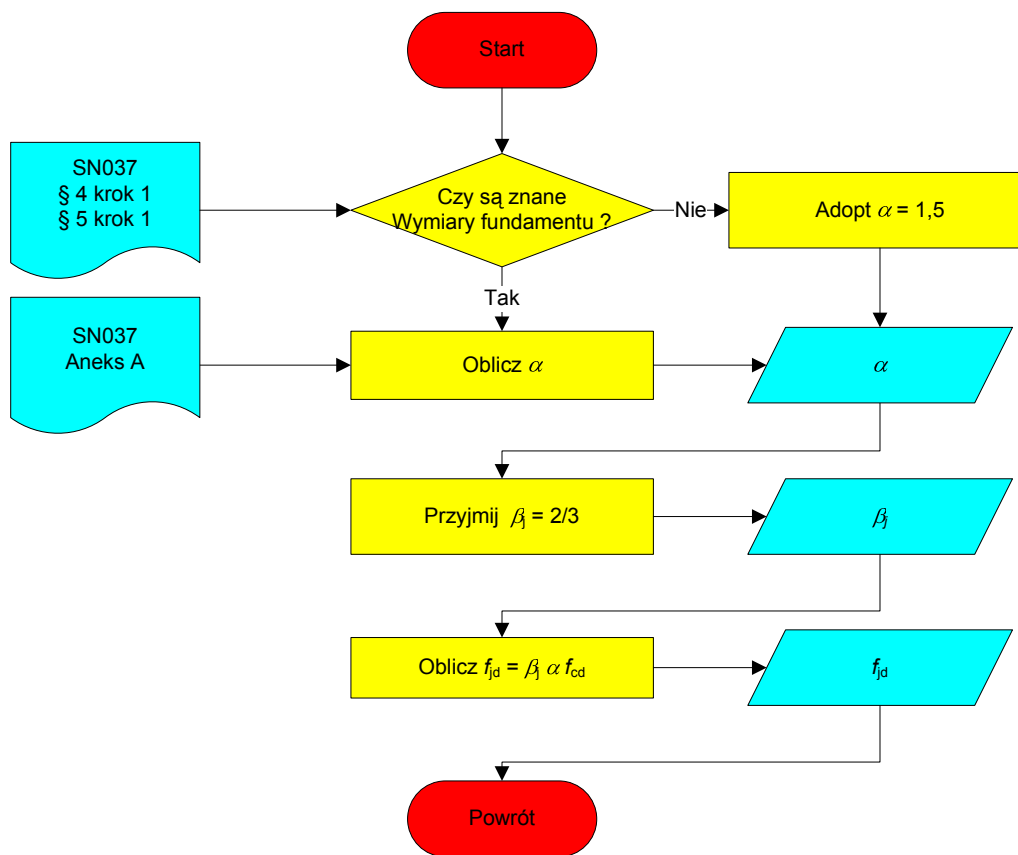 Start
SN037
§ 4 krok 1
§ 5 krok 1
Czy są znane
Wymiary fundamentu ?
Nie
Adopt α = 1,5
Tak
SN037
Aneks A
Oblicz α
α
Przyjmij βj = 2/3
βj
Oblicz fjd = βj α fcd
fjd
Powrót